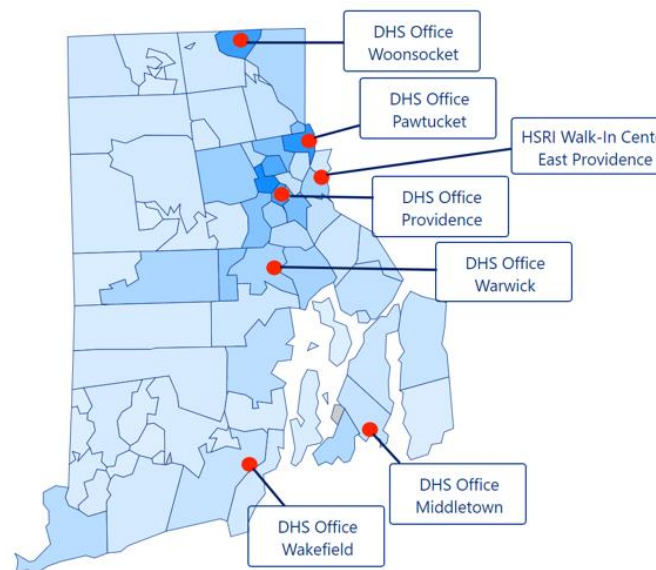 DHS Office
Woonsocket
DHS Office
Pawtucket
HSRI Walk-In Cent
East Providence
DHS Office
Providence
DHS Office
Warwick
DHS Office
Middletown
DHS Office
Wakefield